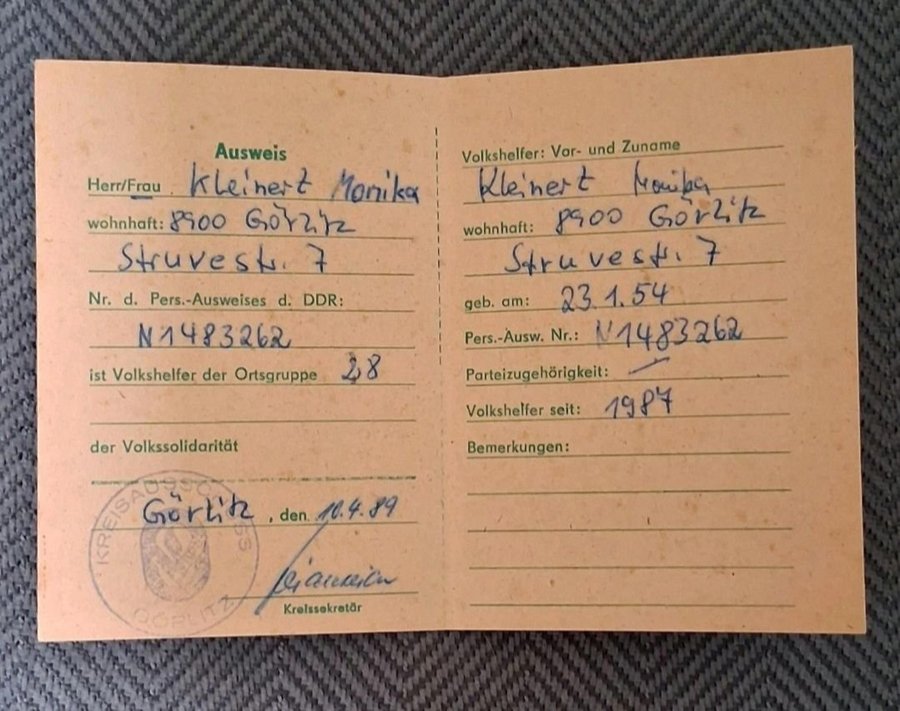 Ausweis
Herr/Frau Kleinert Monika
wohnhaft: 8900 Görlitz
Struvestr. 7
Nr. d. Pers.-Ausweises d. DDR:
N1483262
ist Volkshelfer der Ortsgruppe 28
der Volkssolidarität
Görlitz, den 10.4.89
Kreissekretär
KREISAUSSCHUSS
GÖRLITZ
Volkshelfer: Vor- und Zuname
Kleinert Monika
wohnhaft: 8900 Görlitz
Struvestr. 7
geb. am: 23.1.54
Pers.-Ausw. Nr.: N1483262
Parteizugehörigkeit: —
Volkshelfer seit: 1987
Bemerkungen: